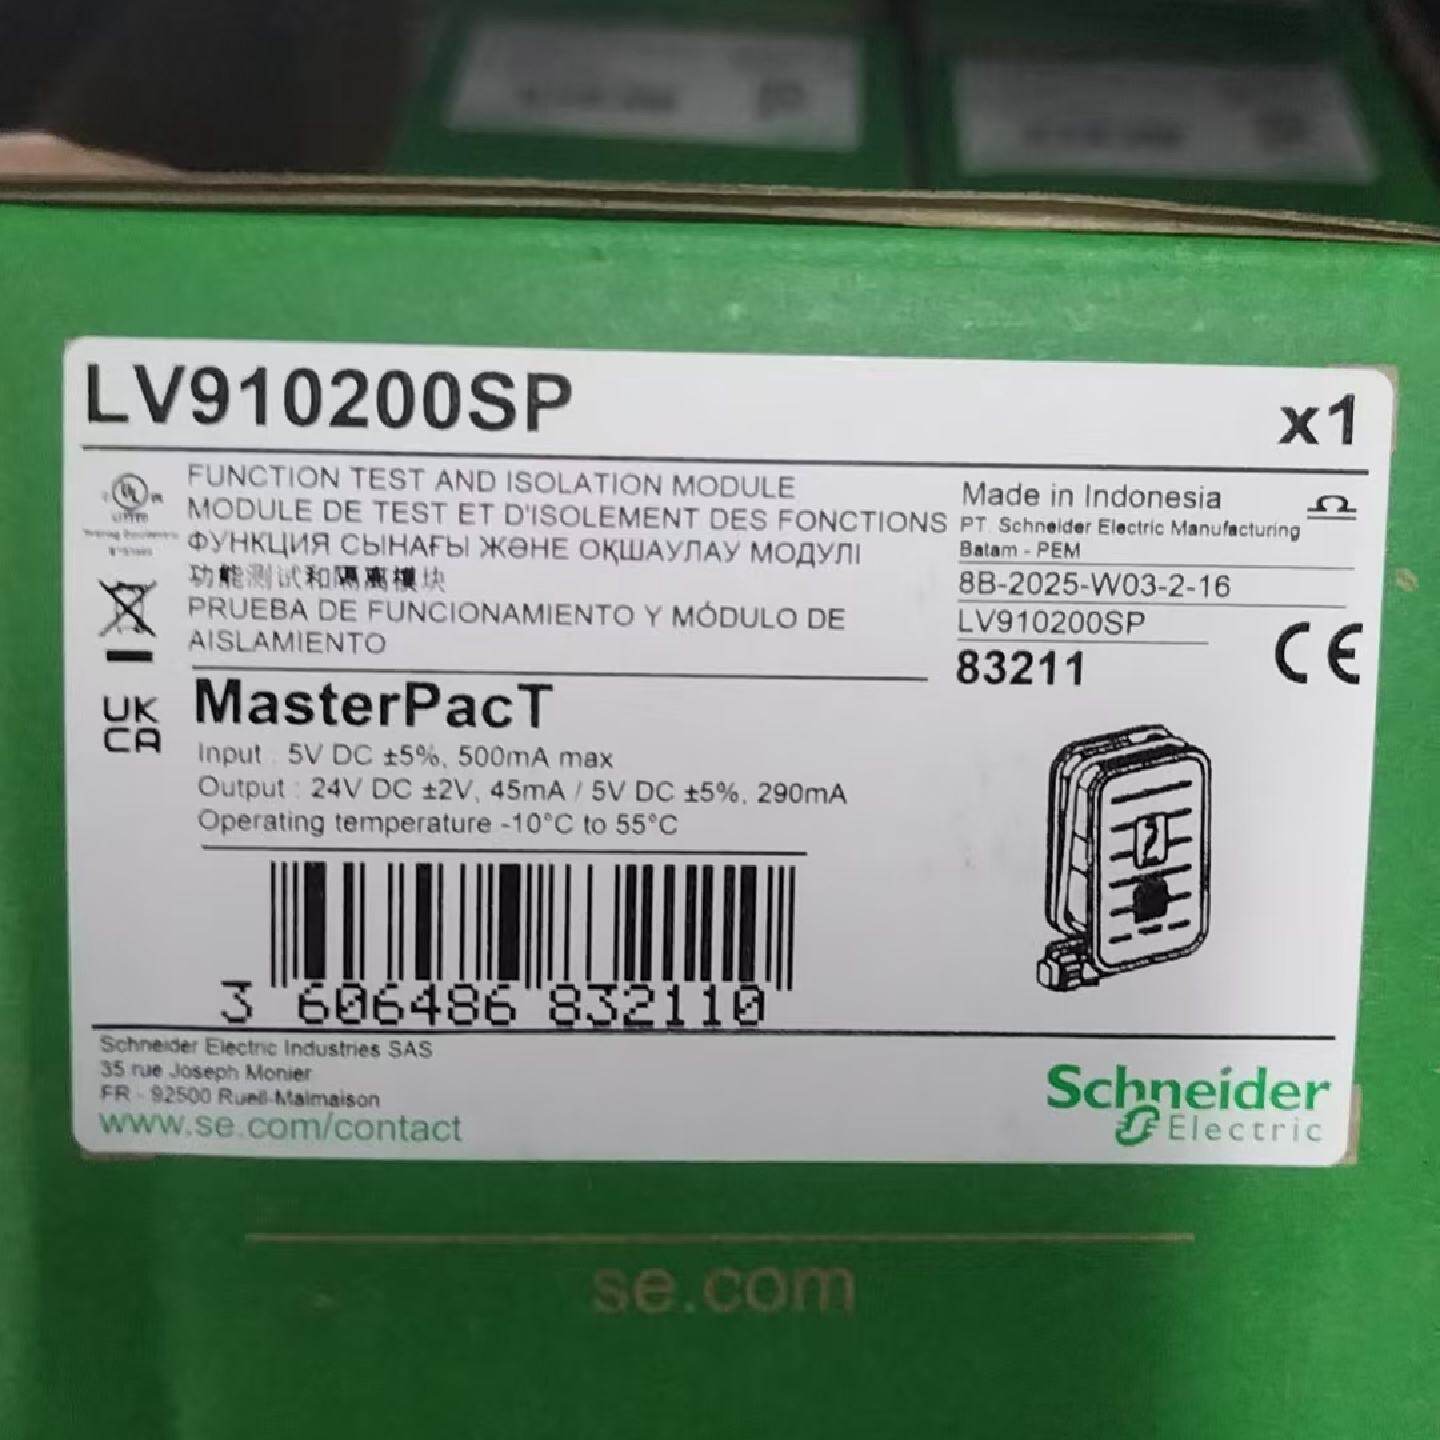 LV910200SP
x1
FUNCTION TEST AND ISOLATION MODULE
MODULE DE TEST ET D'ISOLEMENT DES FONCTIONS
ФУНКЦИЯ СЫНАҒЫ ЖӘНЕ ОҚШАУЛАУ МОДУЛІ
功能测试和隔离模块
PRUEBA DE FUNCIONAMIENTO Y MÓDULO DE
AISLAMIENTO
Made in Indonesia
PT. Schneider Electric Manufacturing
Batam - PEM
8B-2025-W03-2-16
LV910200SP
83211
CE
UK
CA
MasterPacT
Input : 5V DC ±5%, 500mA max
Output : 24V DC ±2V, 45mA / 5V DC ±5%, 290mA
Operating temperature -10°C to 55°C
3 606486 832110
Schneider Electric Industries SAS
35 rue Joseph Monier
FR - 92500 Rueil-Malmaison
www.se.com/contact
Schneider
Electric
se.com